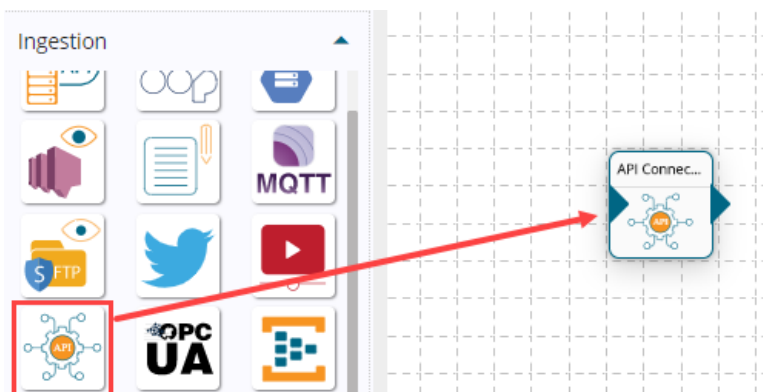 Ingestion
API Connec...
API
MQTT
S FTP
API
OPC
UA